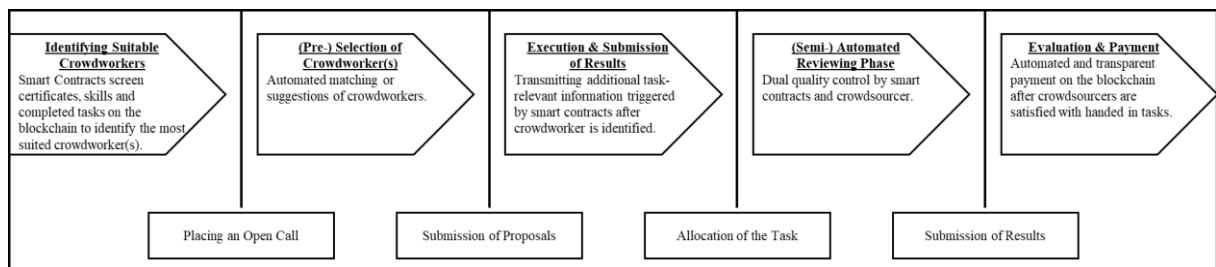 Identifying Suitable
Crowdworkers
Smart Contracts screen
certificates, skills and
completed tasks on the
blockchain to identify the most
suited crowdworker(s).
(Pre-) Selection of
Crowdworker(s)
Automated matching or
suggestions of crowdworkers.
Execution & Submission
of Results
Transmitting additional task-
relevant information triggered
by smart contracts after
crowdworker is identified.
(Semi-) Automated
Reviewing Phase
Dual quality control by smart
contracts and crowdsourcer.
Evaluation & Payment
Automated and transparent
payment on the blockchain
after crowdsourcers are
satisfied with handed in tasks.
Placing an Open Call
Submission of Proposals
Allocation of the Task
Submission of Results